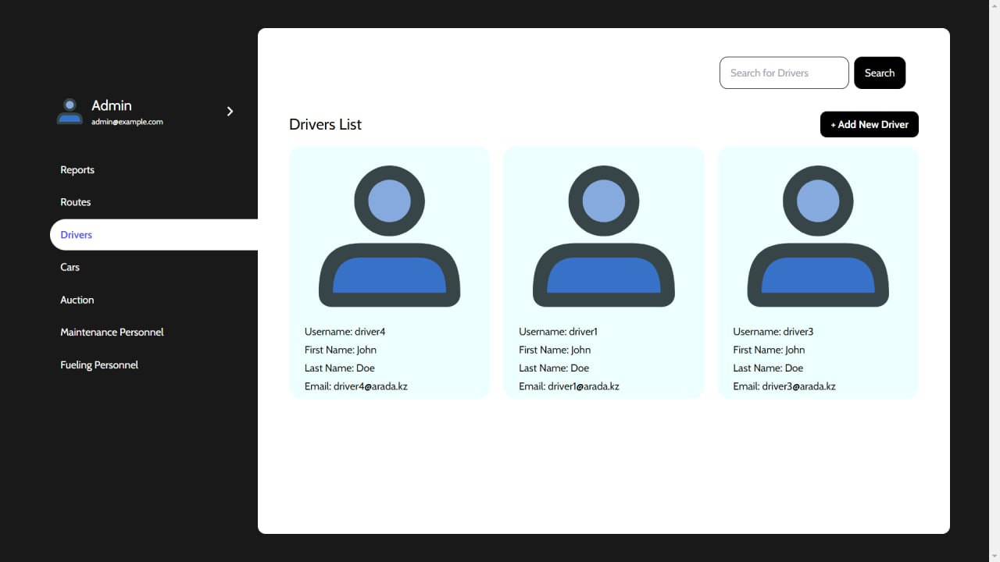 Admin
admin@example.com
Reports
Routes
Drivers
Cars
Auction
Maintenance Personnel
Fueling Personnel
Search for Drivers
Search
Drivers List
+ Add New Driver
Username: driver4
First Name: John
Last Name: Doe
Email: driver4@arada.kz
Username: driver1
First Name: John
Last Name: Doe
Email: driver1@arada.kz
Username: driver3
First Name: John
Last Name: Doe
Email: driver3@arada.kz